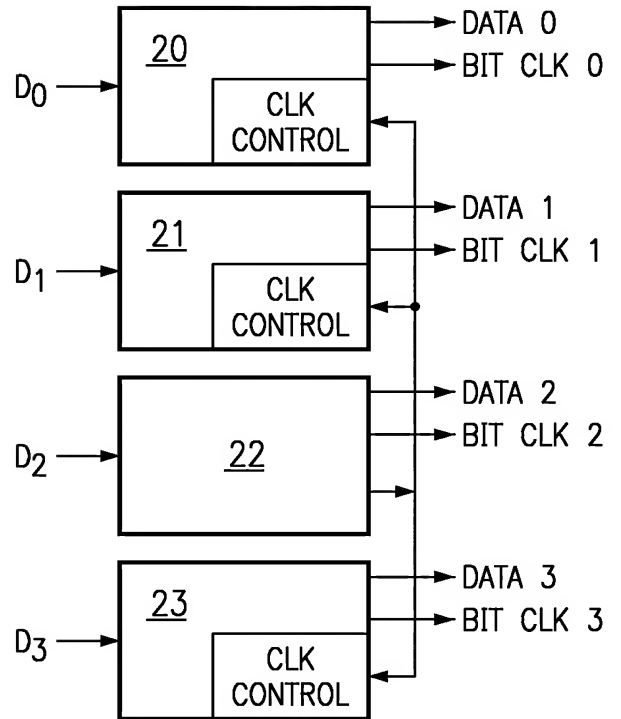 20
DATA 0
D0
BIT CLK 0
CLK
CONTROL
21
DATA 1
D1
BIT CLK 1
CLK
CONTROL
DATA 2
D2
22
BIT CLK 2
23
DATA 3
D3
BIT CLK 3
CLK
CONTROL